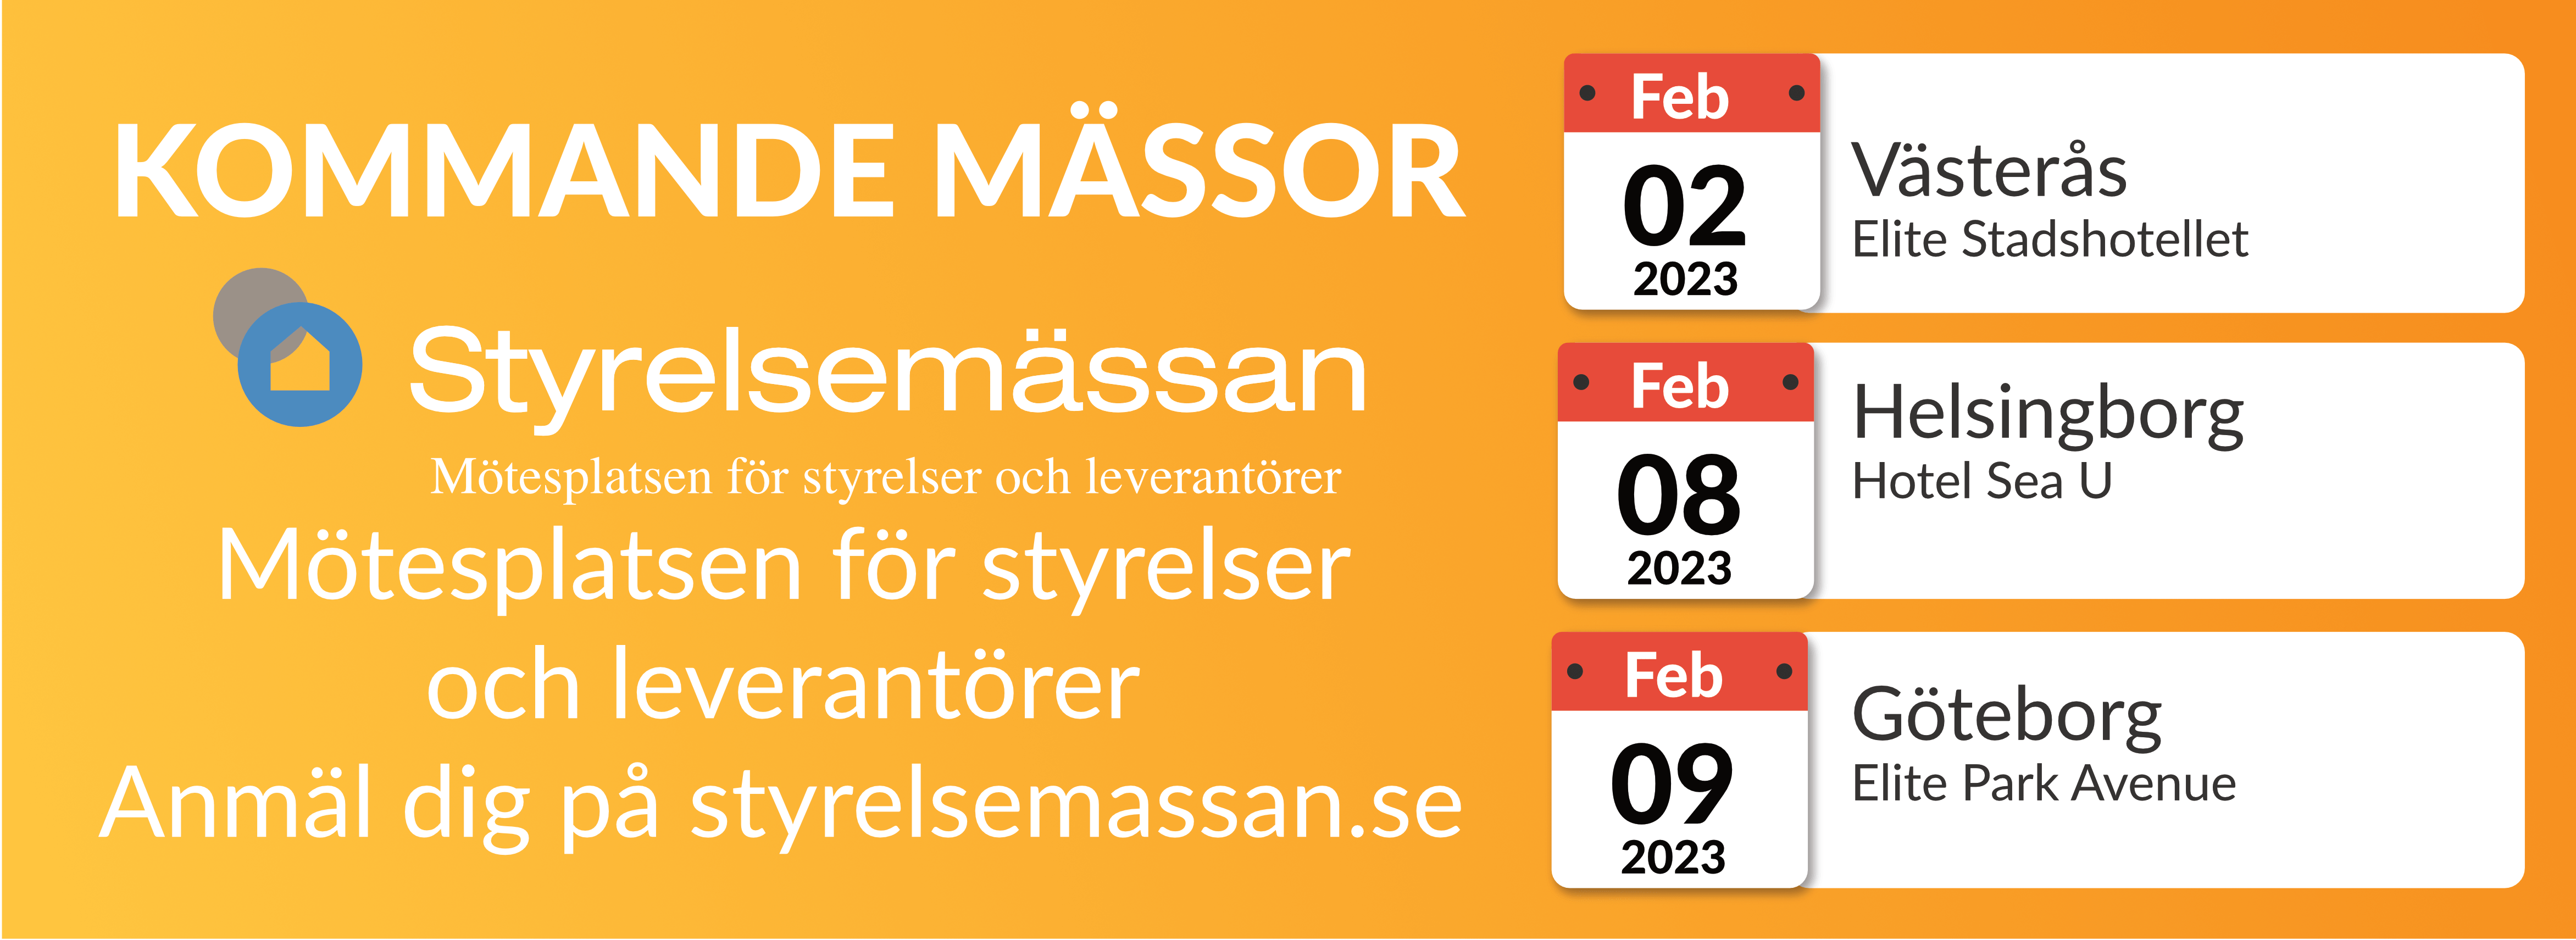 KOMMANDE MÄSSOR
Styrelsemässan
Mötesplatsen för styrelser och leverantörer
Mötesplatsen för styrelser
och leverantörer
Anmäl dig på styrelsemassan.se
Feb
02
2023
Västerås
Elite Stadshotellet
Feb
08
2023
Helsingborg
Hotel Sea U
Feb
09
2023
Göteborg
Elite Park Avenue